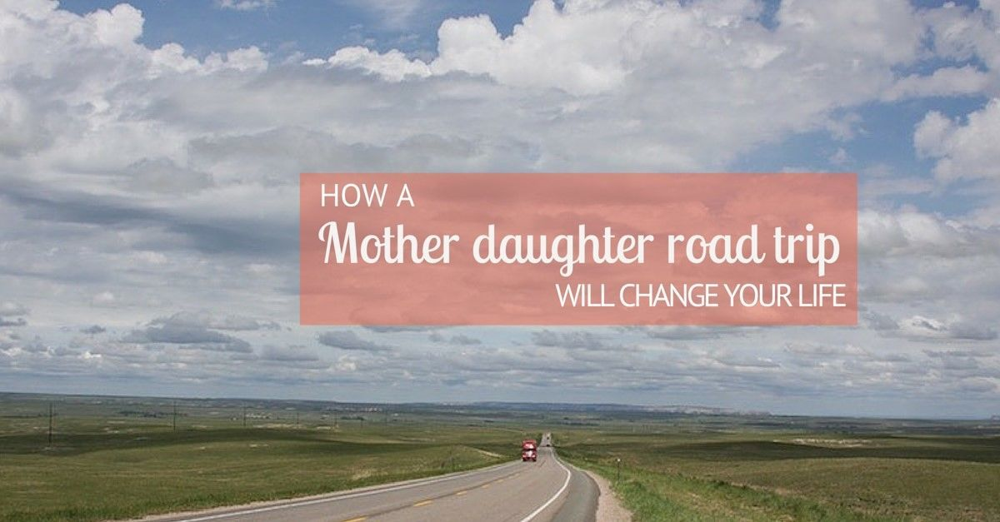 HOW A
Mother daughter road trip
WILL CHANGE YOUR LIFE